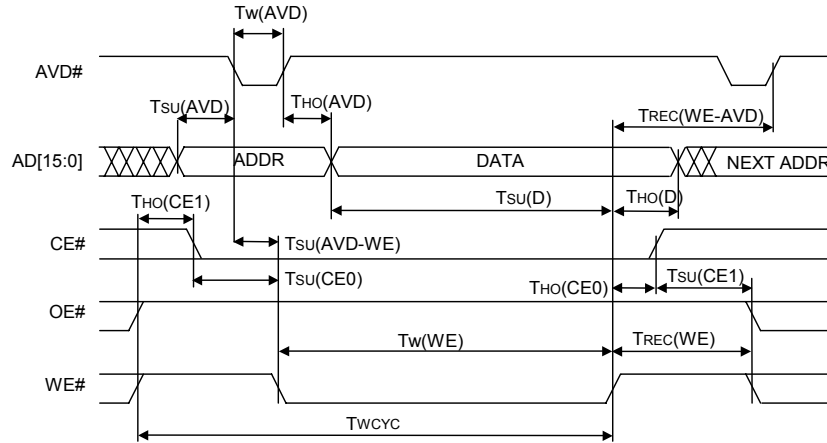 Tw(AVD)
AVD#
TSU(AVD)
THO(AVD)
TREC(WE-AVD)
AD[15:0]
ADDR
DATA
NEXT ADDR
THO(CE1)
TSU(D)
THO(D)
CE#
TSU(AVD-WE)
TSU(CE0)
THO(CE0)
TSU(CE1)
OE#
Tw(WE)
TREC(WE)
WE#
TWCYC